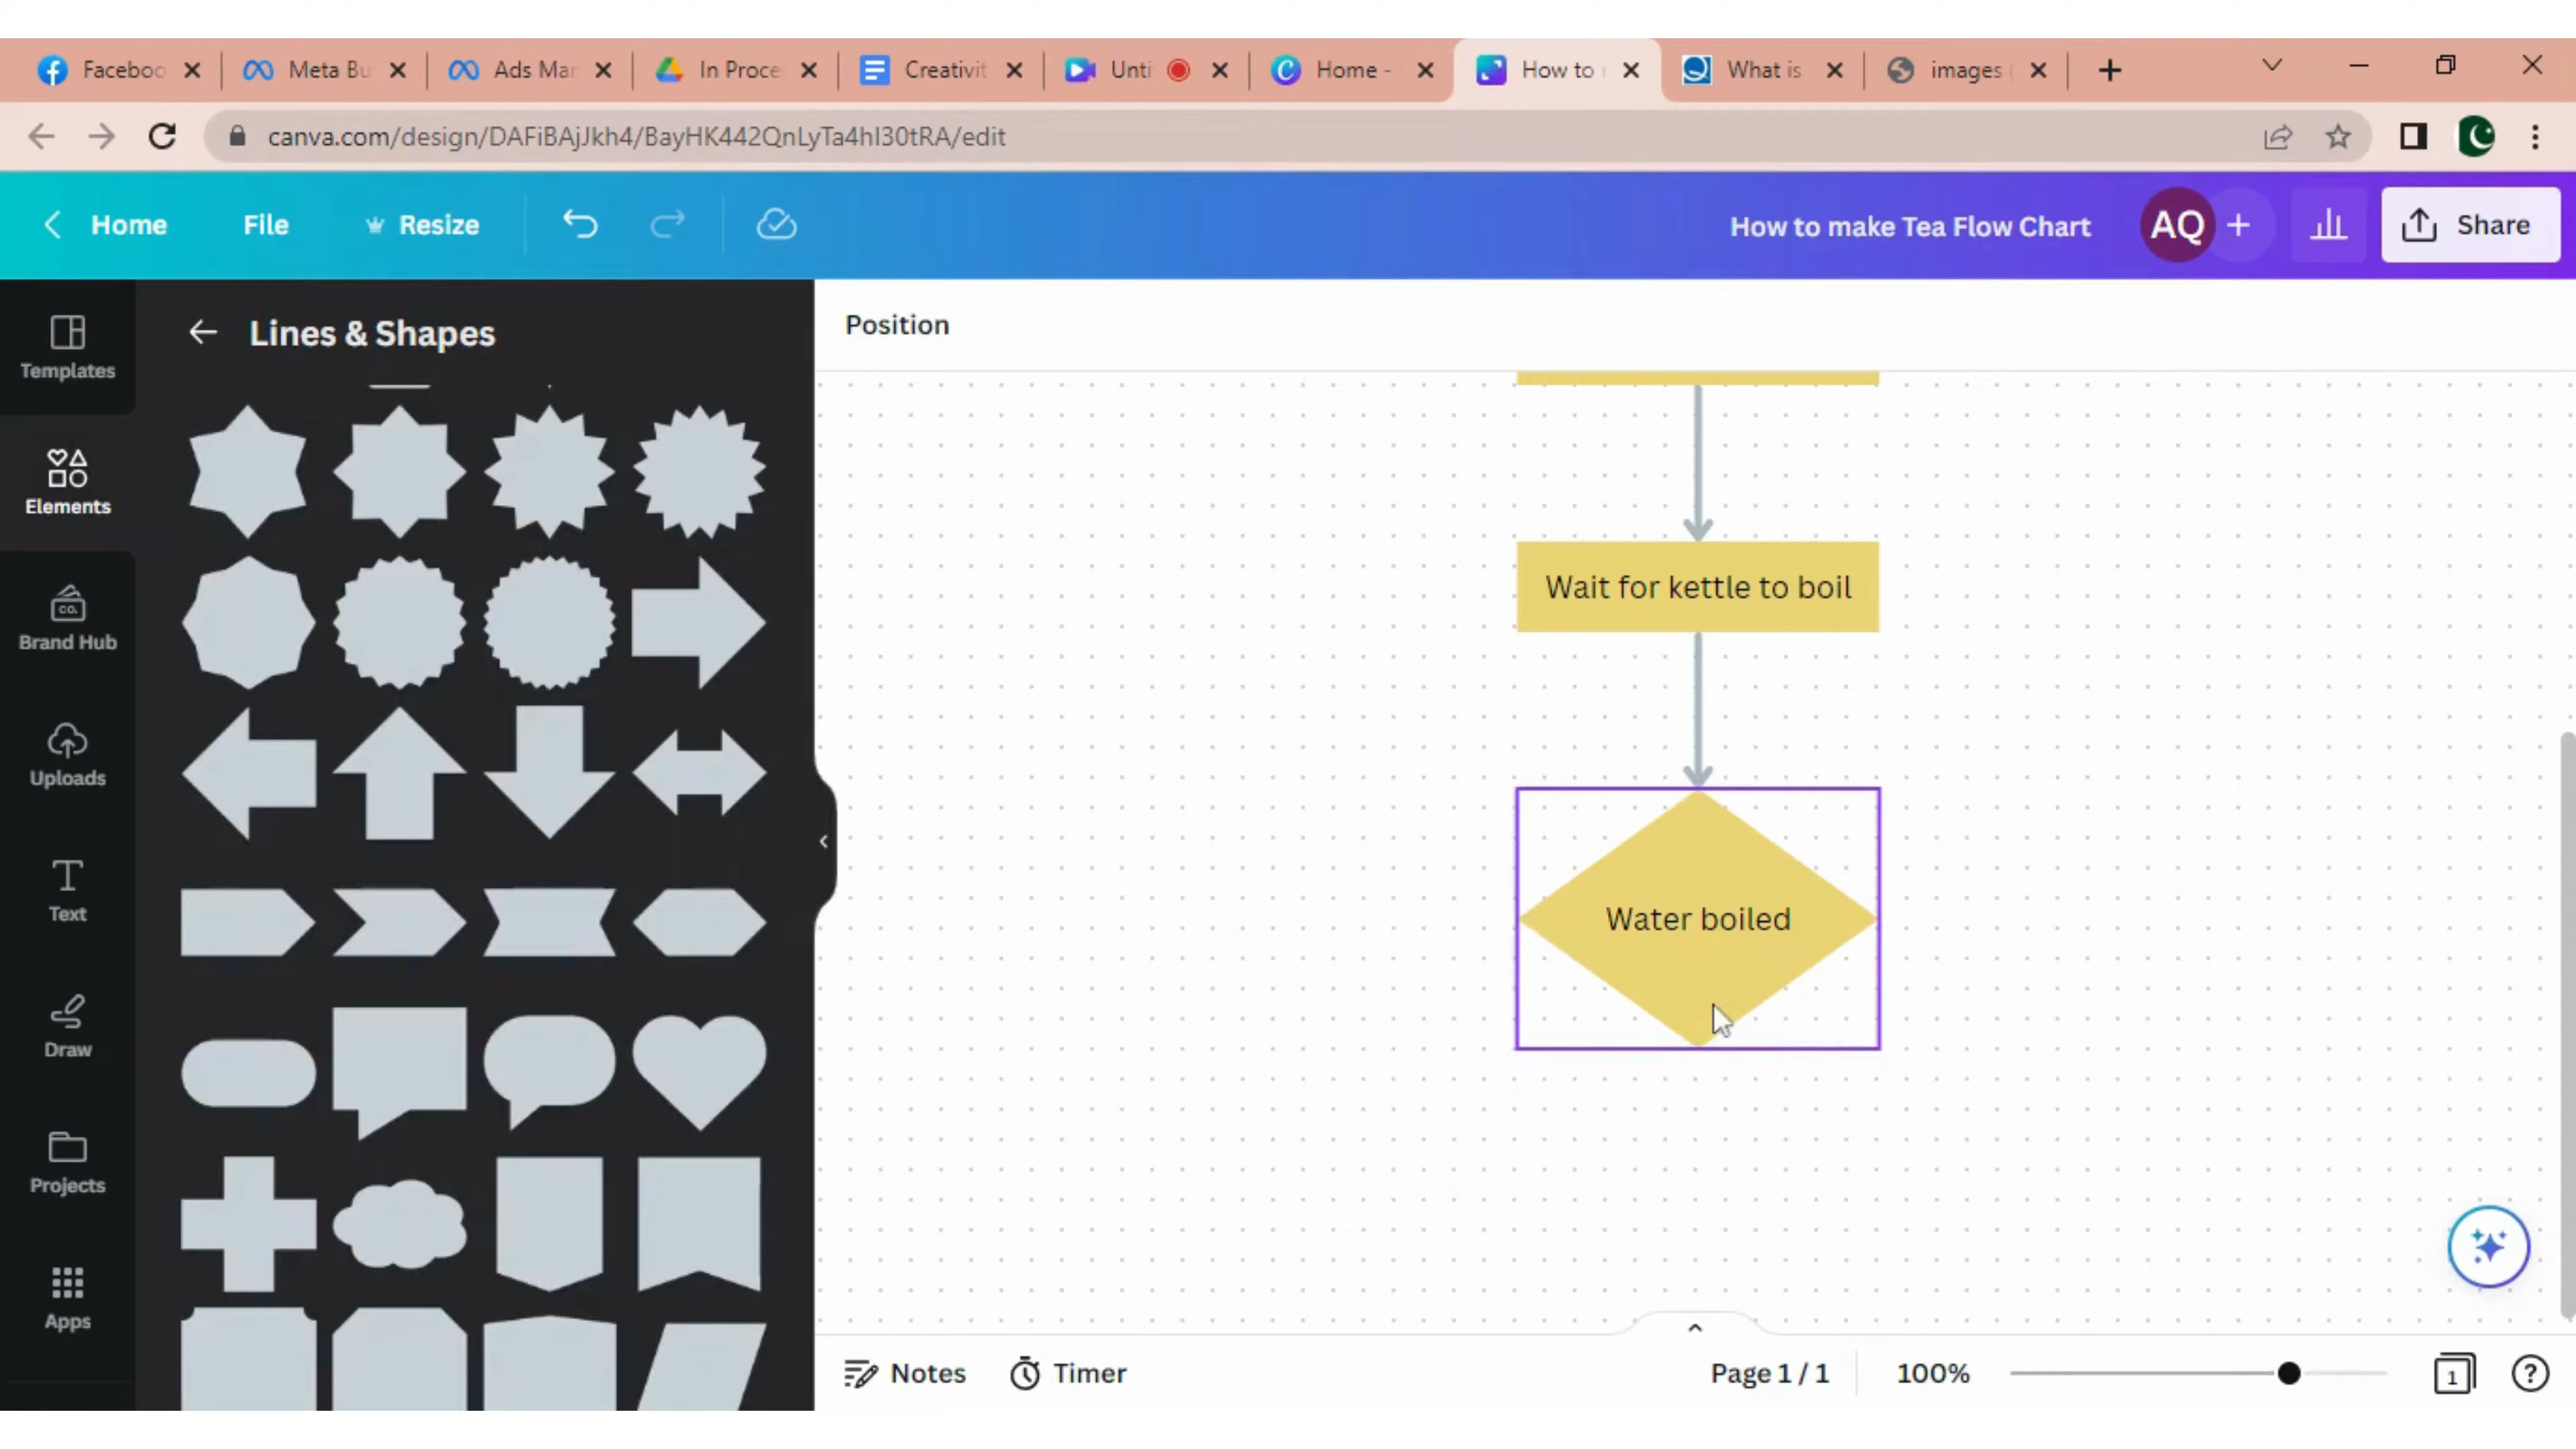 Faceboo
Meta Bu
Ads Mar
In Proce
Creativit
Unti
Home -
How to
What is
images
canva.com/design/DAFiBAjJkh4/BayHK442QnLyTa4hI30tRA/edit
Home
File
Resize
How to make Tea Flow Chart
AQ
+
Share
Templates
Elements
Brand Hub
CO.
Uploads
Text
Draw
Projects
Apps
Lines & Shapes
Position
Wait for kettle to boil
Water boiled
Notes
Timer
Page 1 / 1
100%
1
?